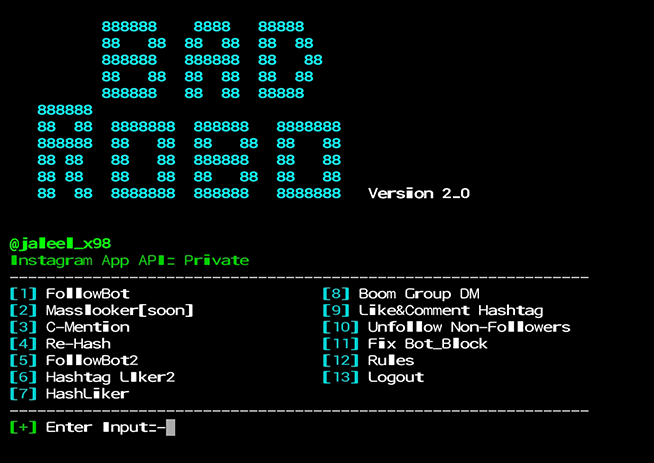 888888    8888   88888
88   88  88  88  88  88
888888   888888  88   88
88   88  88  88  88  88
888888   88  88  88888
888888
88  88  8888888  888888   8888888
888888  88   88  88   88  88   88
88 88   88   88  888888   88   88
88 88   88   88  88   88  88   88
88  88  8888888  888888   8888888   Version 2_0
@jaleel_x98
Instagram App API:- Private
[1] FollowBot
[2] Masslooker[soon]
[3] C-Mention
[4] Re-Hash
[5] FollowBot2
[6] Hashtag Liker2
[7] HashLiker
[8] Boom Group DM
[9] Like&Comment Hashtag
[10] Unfollow Non-Followers
[11] Fix Bot_Block
[12] Rules
[13] Logout
[+] Enter Input:-